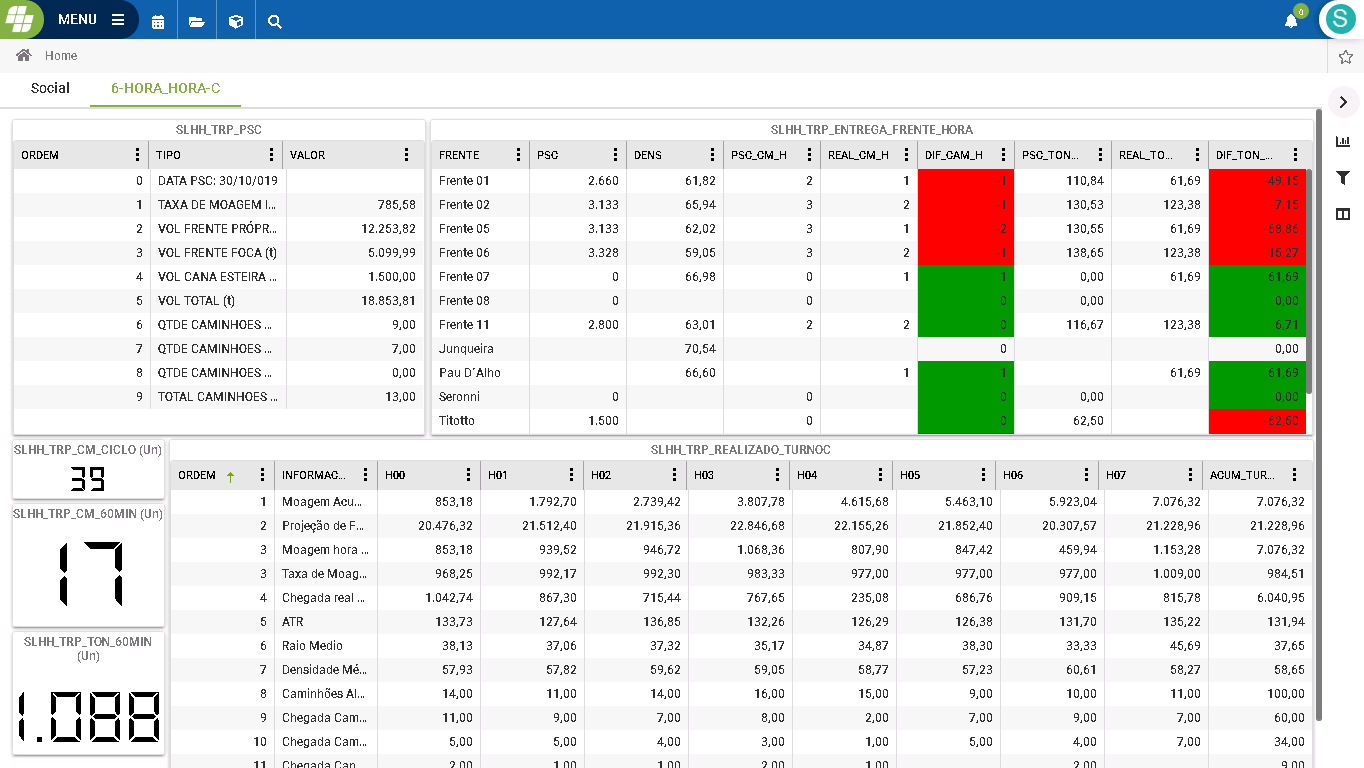 MENU
0
S
Home
Social 6-HORA_HORA-C
SLHH_TRP_PSC
ORDEM TIPO VALOR
0 DATA PSC: 30/10/019
1 TAXA DE MOAGEM I... 785,58
2 VOL FRENTE PRÓPR... 12.253,82
3 VOL FRENTE FOCA (t) 5.099,99
4 VOL CANA ESTEIRA ... 1.500,00
5 VOL TOTAL (t) 18.853,81
6 QTDE CAMINHOES ... 9,00
7 QTDE CAMINHOES ... 7,00
8 QTDE CAMINHOES ... 0,00
9 TOTAL CAMINHOES ... 13,00
SLHH_TRP_ENTREGA_FRENTE_HORA
FRENTE PSC DENS PSC_CM_H REAL_CM_H DIF_CAM_H PSC_TON... REAL_TO... DIF_TON_...
Frente 01 2.660 61,82 2 1 -1 110,84 61,69 -49,15
Frente 02 3.133 65,94 3 2 -1 130,53 123,38 -7,15
Frente 05 3.133 62,02 3 1 -2 130,55 61,69 -68,86
Frente 06 3.328 59,05 3 2 -1 138,65 123,38 -15,27
Frente 07 0 66,98 0 1 1 0,00 61,69 61,69
Frente 08 0 0 0 0,00 0,00
Frente 11 2.800 63,01 2 2 0 116,67 123,38 6,71
Junqueira 70,54 0 0,00
Pau D´Alho 66,60 1 1 61,69 61,69
Seronni 0 0 0 0,00 0,00
Titotto 1.500 0 0 62,50 62,50
SLHH_TRP_CM_CICLO (Un)
39
SLHH_TRP_CM_60MIN (Un)
17
SLHH_TRP_TON_60MIN
(Un)
1.088
SLHH_TRP_REALIZADO_TURNOC
ORDEM INFORMAC... H00 H01 H02 H03 H04 H05 H06 H07 ACUM_TUR...
1 Moagem Acu... 853,18 1.792,70 2.739,42 3.807,78 4.615,68 5.463,10 5.923,04 7.076,32 7.076,32
2 Projeção de F... 20.476,32 21.512,40 21.915,36 22.846,68 22.155,26 21.852,40 20.307,57 21.228,96 21.228,96
3 Moagem hora ... 853,18 939,52 946,72 1.068,36 807,90 847,42 459,94 1.153,28 7.076,32
3 Taxa de Moag... 968,25 992,17 992,30 983,33 977,00 977,00 977,00 1.009,00 984,51
4 Chegada real ... 1.042,74 867,30 715,44 767,65 235,08 686,76 909,15 815,78 6.040,95
5 ATR 133,73 127,64 136,85 132,26 126,29 126,38 131,70 135,22 131,94
6 Raio Medio 38,13 37,06 37,32 35,17 34,87 38,30 33,33 45,69 37,65
7 Densidade Mé... 57,93 57,82 59,62 59,05 58,77 57,23 60,61 58,27 58,65
8 Caminhões Al... 14,00 11,00 14,00 16,00 15,00 9,00 10,00 11,00 100,00
9 Chegada Cam... 11,00 9,00 7,00 8,00 2,00 7,00 9,00 7,00 60,00
10 Chegada Cam... 5,00 5,00 4,00 3,00 1,00 5,00 4,00 7,00 34,00
11 Chegada Can... 2,00 1,00 1,00 2,00 1,00 2,00 9,00